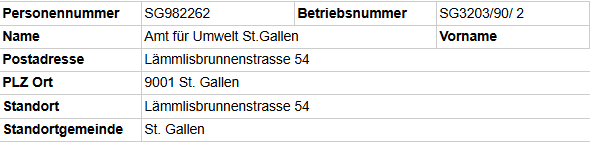 Personennummer SG982262 Betriebsnummer SG3203/90/ 2
Name Amt für Umwelt St.Gallen Vorname
Postadresse Lämmlisbrunnenstrasse 54
PLZ Ort 9001 St. Gallen
Standort Lämmlisbrunnenstrasse 54
Standortgemeinde St. Gallen